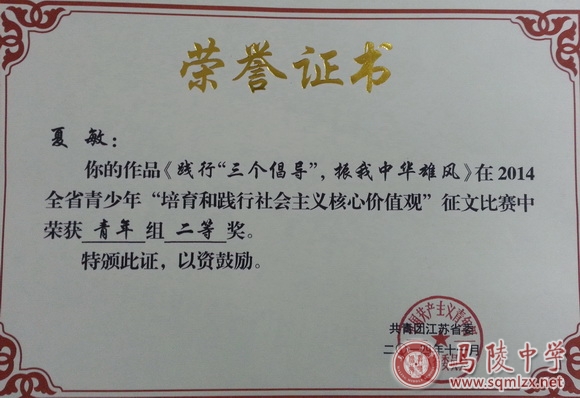 荣誉证书
夏敏：
你的作品《践行“三个倡导”，振我中华雄风》在2014
全省青少年“培育和践行社会主义核心价值观”征文比赛中
荣获 青年 组 二等 奖。
特颁此证，以资鼓励。
共青团江苏省委
马陵中学
www.sqmlzx.net